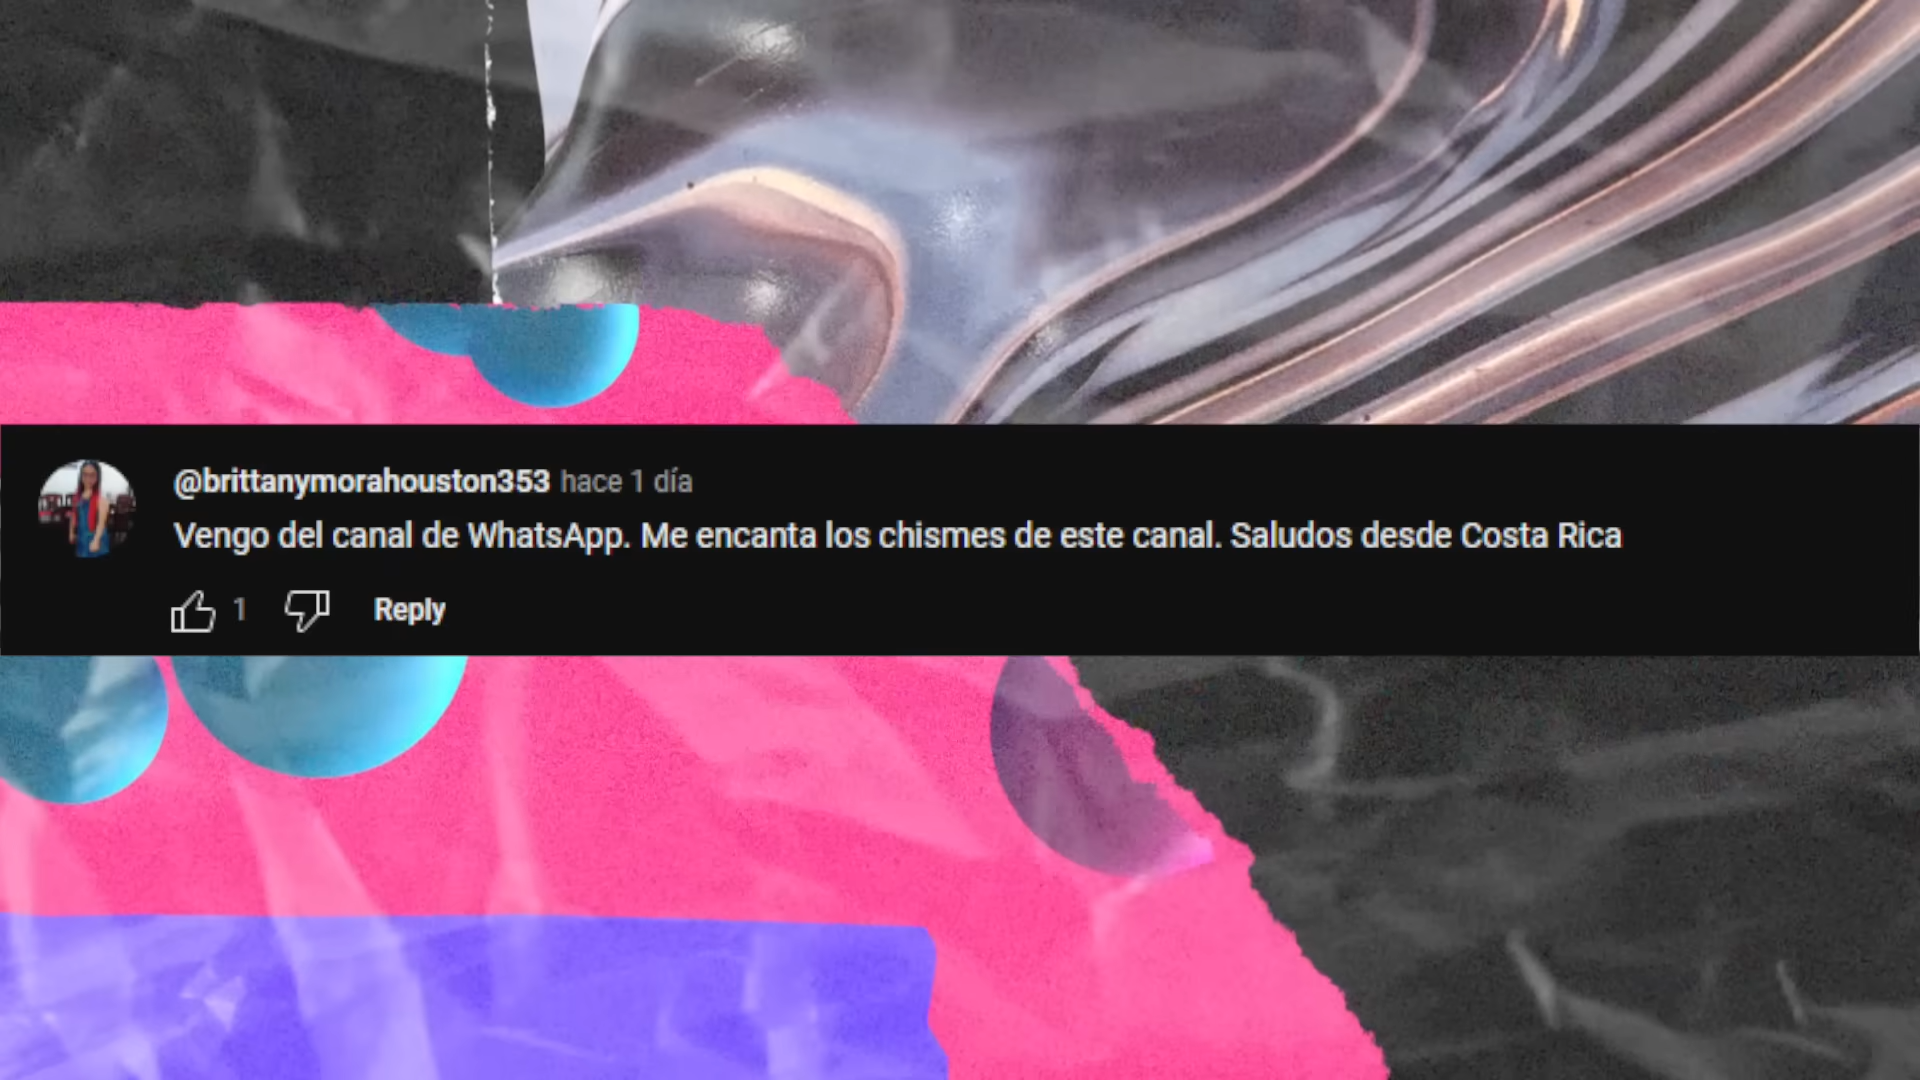 @brittanymorahouston353 hace 1 día
Vengo del canal de WhatsApp. Me encanta los chismes de este canal. Saludos desde Costa Rica
1 Reply